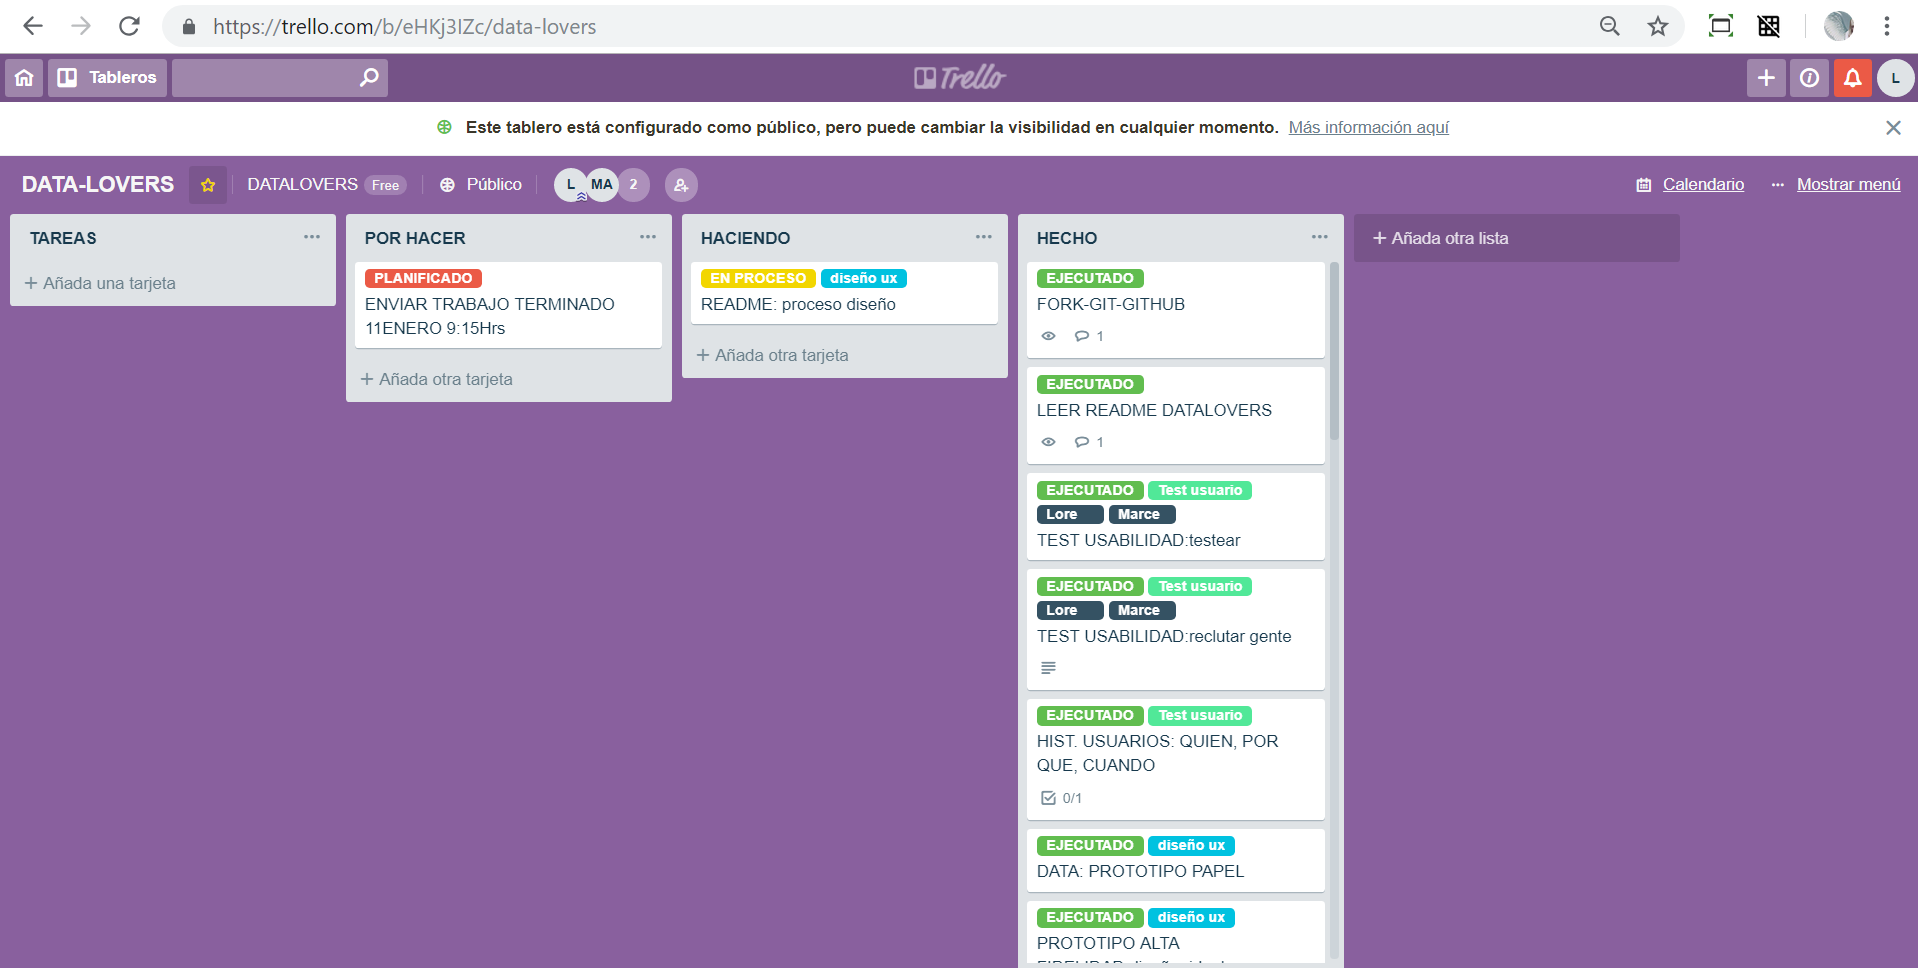 https://trello.com/b/eHKj3IZc/data-lovers
Tableros
Trello
L
Este tablero está configurado como público, pero puede cambiar la visibilidad en cualquier momento. Más información aquí
DATA-LOVERS
DATALOVERS Free
Público
L MA 2
Calendario
Mostrar menú
TAREAS
+ Añada una tarjeta
POR HACER
PLANIFICADO
ENVIAR TRABAJO TERMINADO
11ENERO 9:15Hrs
+ Añada otra tarjeta
HACIENDO
EN PROCESO diseño ux
README: proceso diseño
+ Añada otra tarjeta
HECHO
EJECUTADO
FORK-GIT-GITHUB
1
EJECUTADO
LEER README DATALOVERS
1
EJECUTADO Test usuario
Lore Marce
TEST USABILIDAD:testear
EJECUTADO Test usuario
Lore Marce
TEST USABILIDAD:reclutar gente
EJECUTADO Test usuario
HIST. USUARIOS: QUIEN, POR
QUE, CUANDO
0/1
EJECUTADO diseño ux
DATA: PROTOTIPO PAPEL
EJECUTADO diseño ux
PROTOTIPO ALTA
+ Añada otra lista